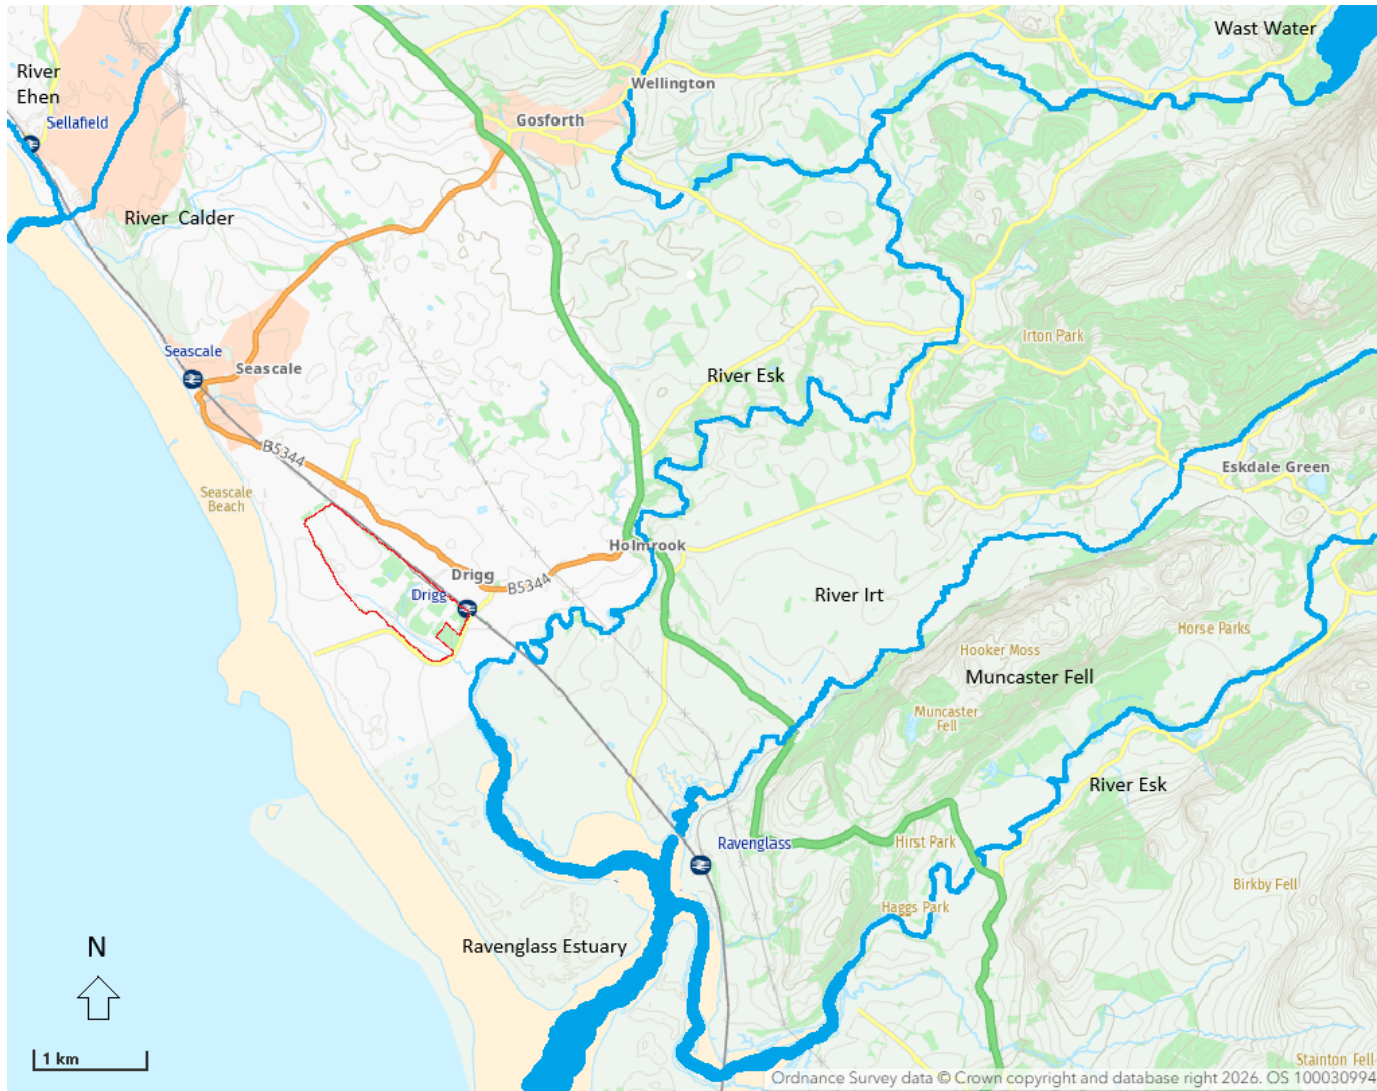 Wast Water
River
Ehen
Wellington
Sellafield
Gosforth
River Calder
Irton Park
Seascale
Seascale
River Esk
B5344
Eskdale Green
Seascale
Beach
Holmrook
Drigg
B5344
Drigg
River Irt
Horse Parks
Hooker Moss
Muncaster Fell
Muncaster
Fell
River Esk
Ravenglass
Hirst Park
Birkby Fell
Haggs Park
Ravenglass Estuary
N
1 km
Stainton Fell
Ordnance Survey data © Crown copyright and database right 2026. OS 100030994